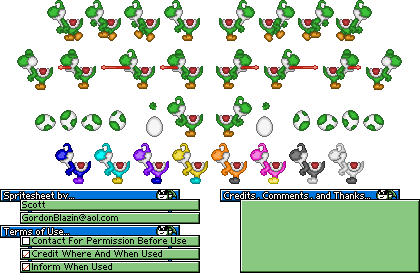 Spritesheet by...
Scott
GordonBlazin@aol.com
Terms of Use...
Contact For Permission Before Use
Credit Where And When Used
Inform When Used
Credits, Comments, and Thanks...